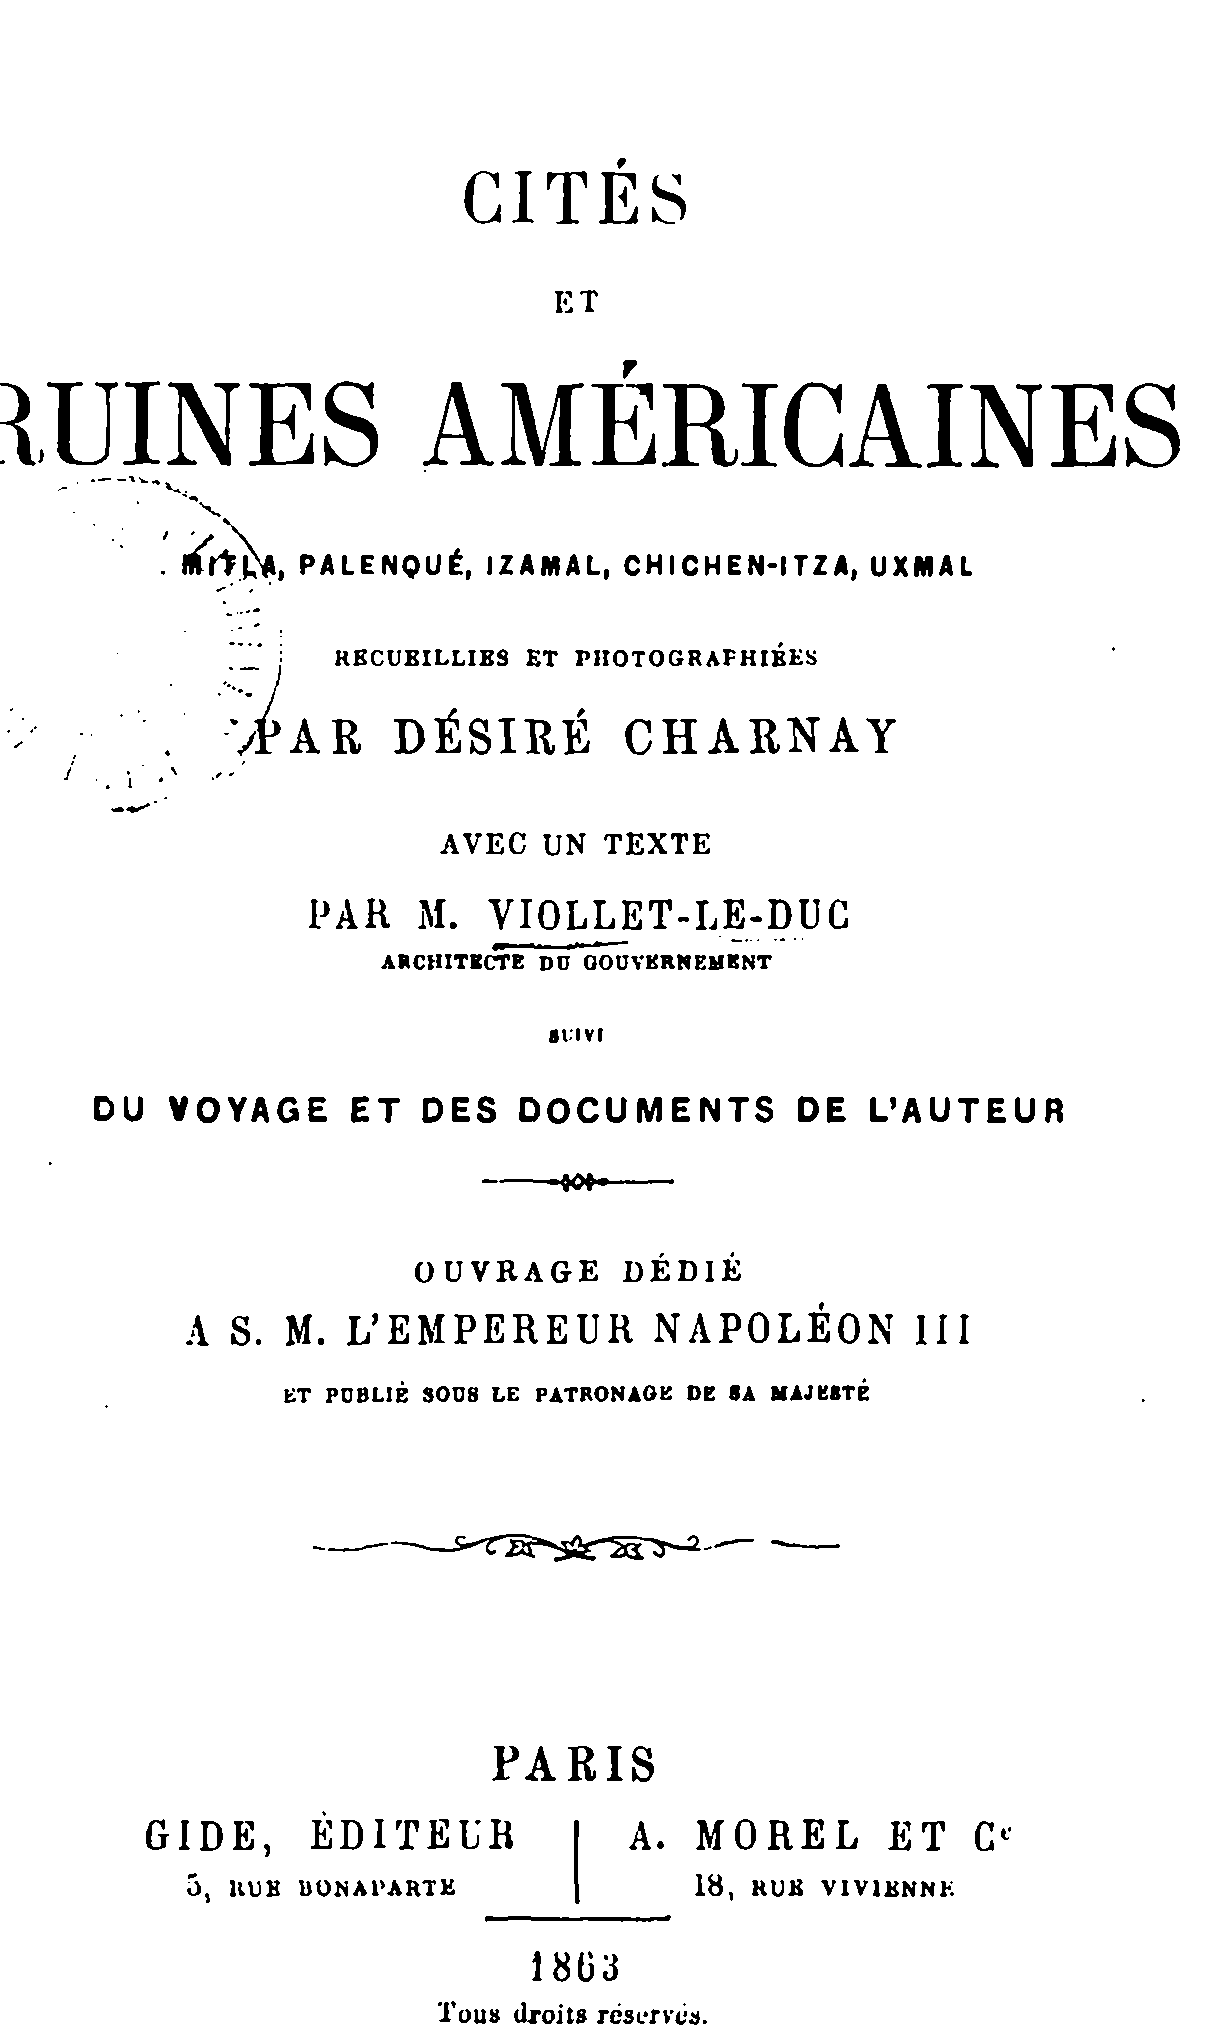 CITÉS
ET
RUINES AMÉRICAINES
MITLA, PALENQUÉ, IZAMAL, CHICHEN-ITZA, UXMAL
RECUEILLIES ET PHOTOGRAPHIÉES
PAR DÉSIRÉ CHARNAY
AVEC UN TEXTE
PAR M. VIOLLET-LE-DUC
ARCHITECTE DU GOUVERNEMENT
SUIVI
DU VOYAGE ET DES DOCUMENTS DE L'AUTEUR
OUVRAGE DÉDIÉ
A S. M. L'EMPEREUR NAPOLÉON III
ET PUBLIÉ SOUS LE PATRONAGE DE SA MAJESTÉ
PARIS
GIDE, ÉDITEUR
5, RUE BONAPARTE
A. MOREL ET Cᵉ
18, RUE VIVIENNE
1863
Tous droits réservés.